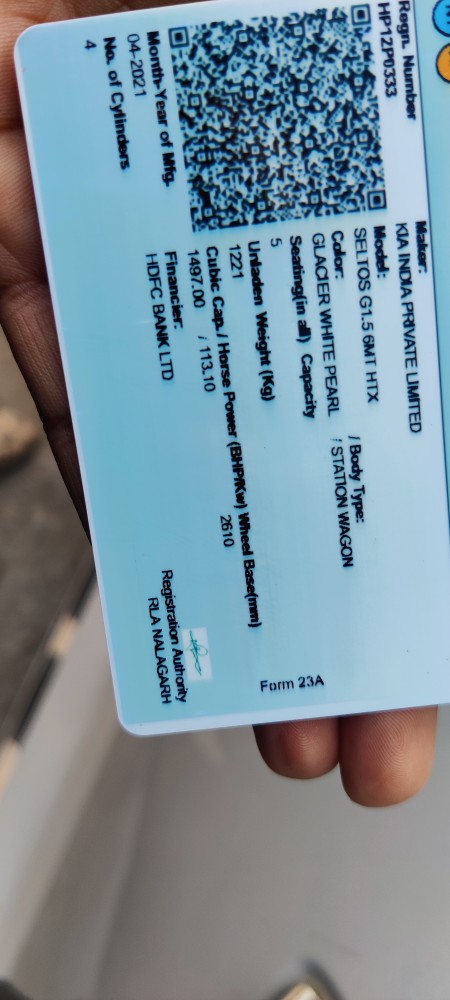 Regn. Number
HP12P0333
Maker:
KIA INDIA PRIVATE LIMITED
Model:
SELTOS G1.5 6MT HTX
Color: / Body Type:
GLACIER WHITE PEARL / STATION WAGON
Seating(in all) Capacity
5
Unladen Weight (Kg)
1221
Cubic Cap. / Horse Power (BHP/Kw) Wheel Base(mm)
1497.00 / 113.10 2610
Month-Year of Mfg.
04-2021
No. of Cylinders
4
Financier:
HDFC BANK LTD
Registration Authority
RLA NALAGARH
Form 23A